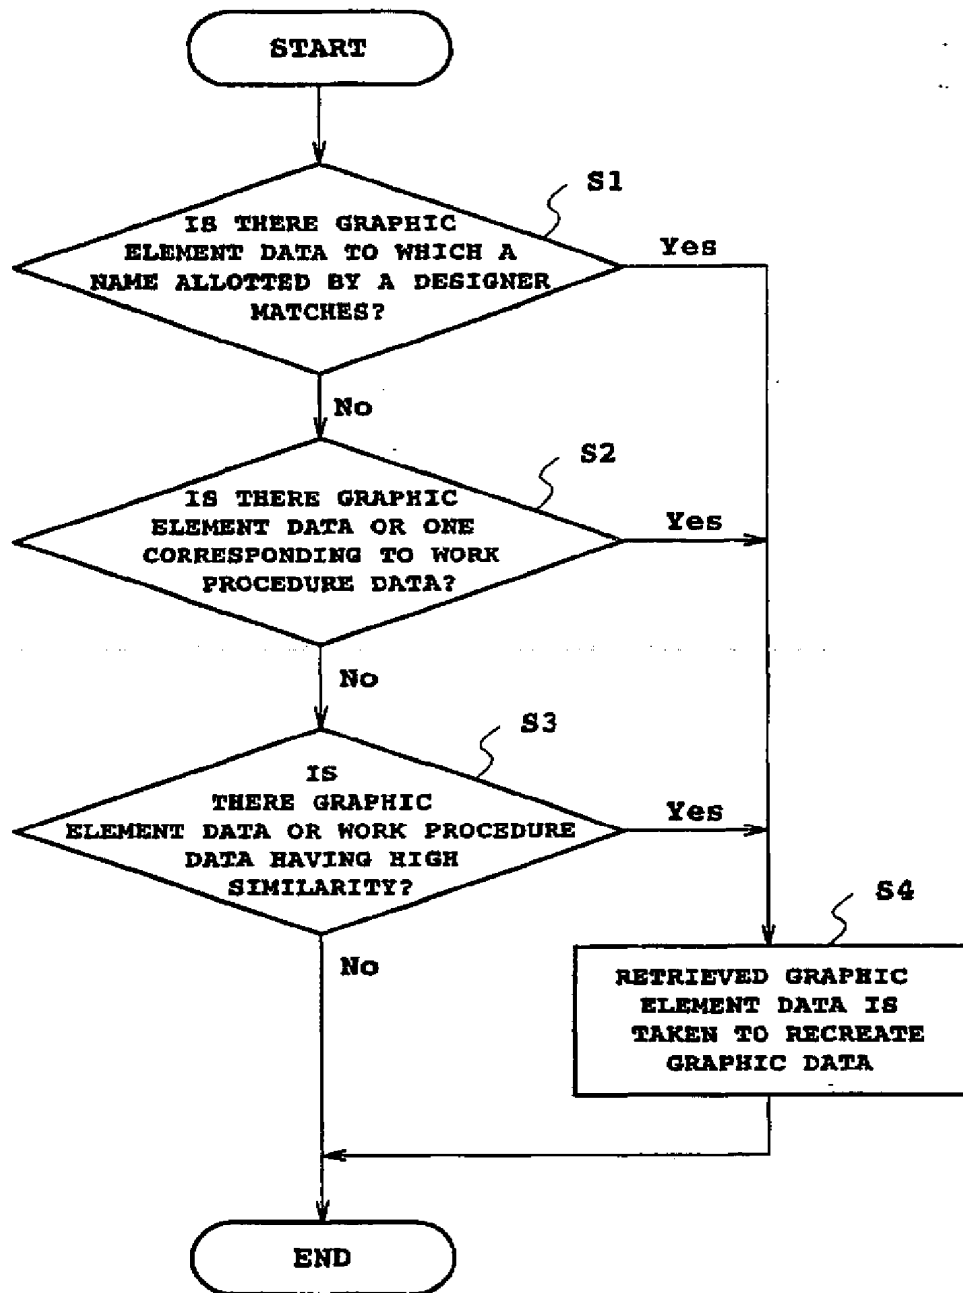 START
S1
IS THERE GRAPHIC
ELEMENT DATA TO WHICH A
NAME ALLOTTED BY A DESIGNER
MATCHES?
Yes
No
S2
IS THERE GRAPHIC
ELEMENT DATA OR ONE
CORRESPONDING TO WORK
PROCEDURE DATA?
Yes
No
S3
IS
THERE GRAPHIC
ELEMENT DATA OR WORK PROCEDURE
DATA HAVING HIGH
SIMILARITY?
Yes
No
S4
RETRIEVED GRAPHIC
ELEMENT DATA IS
TAKEN TO RECREATE
GRAPHIC DATA
END